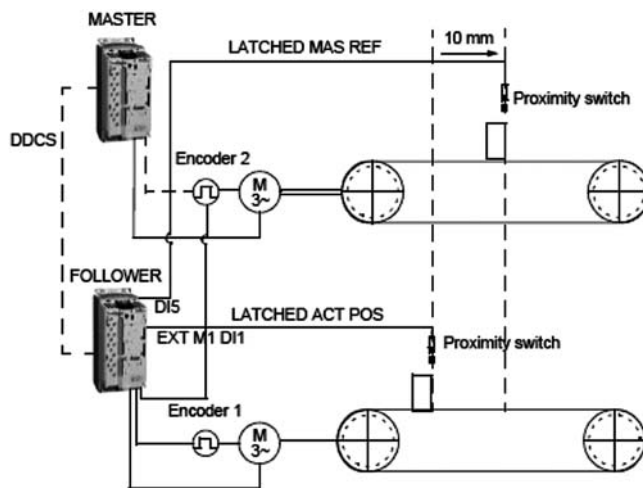 MASTER
10 mm
LATCHED MAS REF
Proximity switch
DDCS
Encoder 2
M
3~
FOLLOWER
DI5
LATCHED ACT POS
EXT M1 DI1
Proximity switch
Encoder 1
M
3~